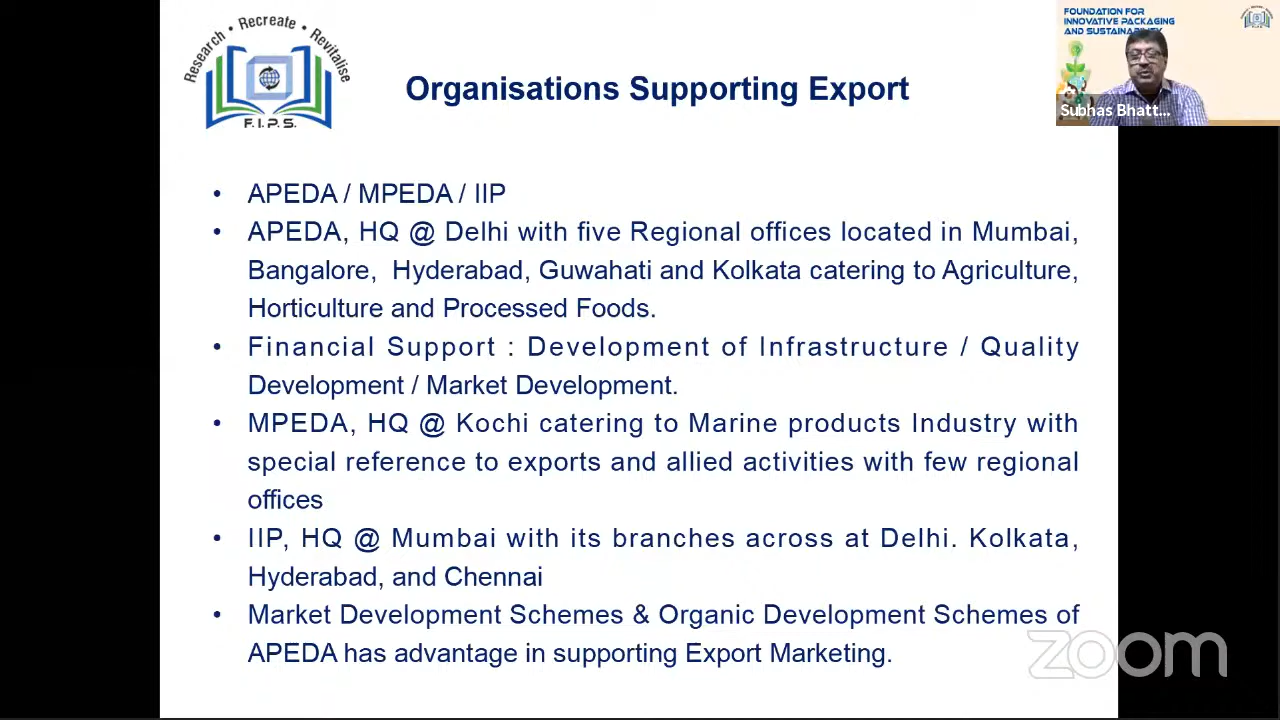 Research • Recreate • Revitalise
F.I.P.S.
Organisations Supporting Export
FOUNDATION FOR
INNOVATIVE PACKAGING
AND SUSTAINABILITY
Subhas Bhatt...
• APEDA / MPEDA / IIP
• APEDA, HQ @ Delhi with five Regional offices located in Mumbai,
Bangalore, Hyderabad, Guwahati and Kolkata catering to Agriculture,
Horticulture and Processed Foods.
• Financial Support : Development of Infrastructure / Quality
Development / Market Development.
• MPEDA, HQ @ Kochi catering to Marine products Industry with
special reference to exports and allied activities with few regional
offices
• IIP, HQ @ Mumbai with its branches across at Delhi. Kolkata,
Hyderabad, and Chennai
• Market Development Schemes & Organic Development Schemes of
APEDA has advantage in supporting Export Marketing.
zoom